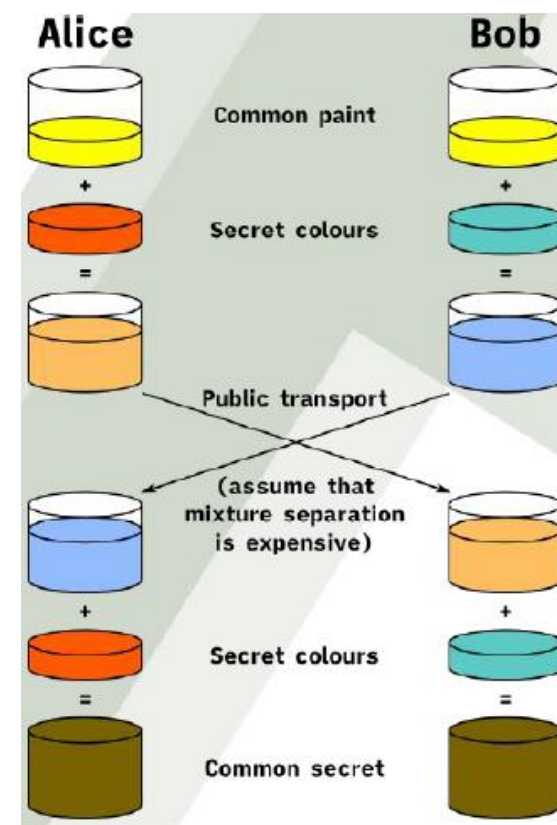 Alice
Bob
Common paint
+
+
Secret colours
=
=
Public transport
(assume that
mixture separation
is expensive)
+
+
Secret colours
=
=
Common secret